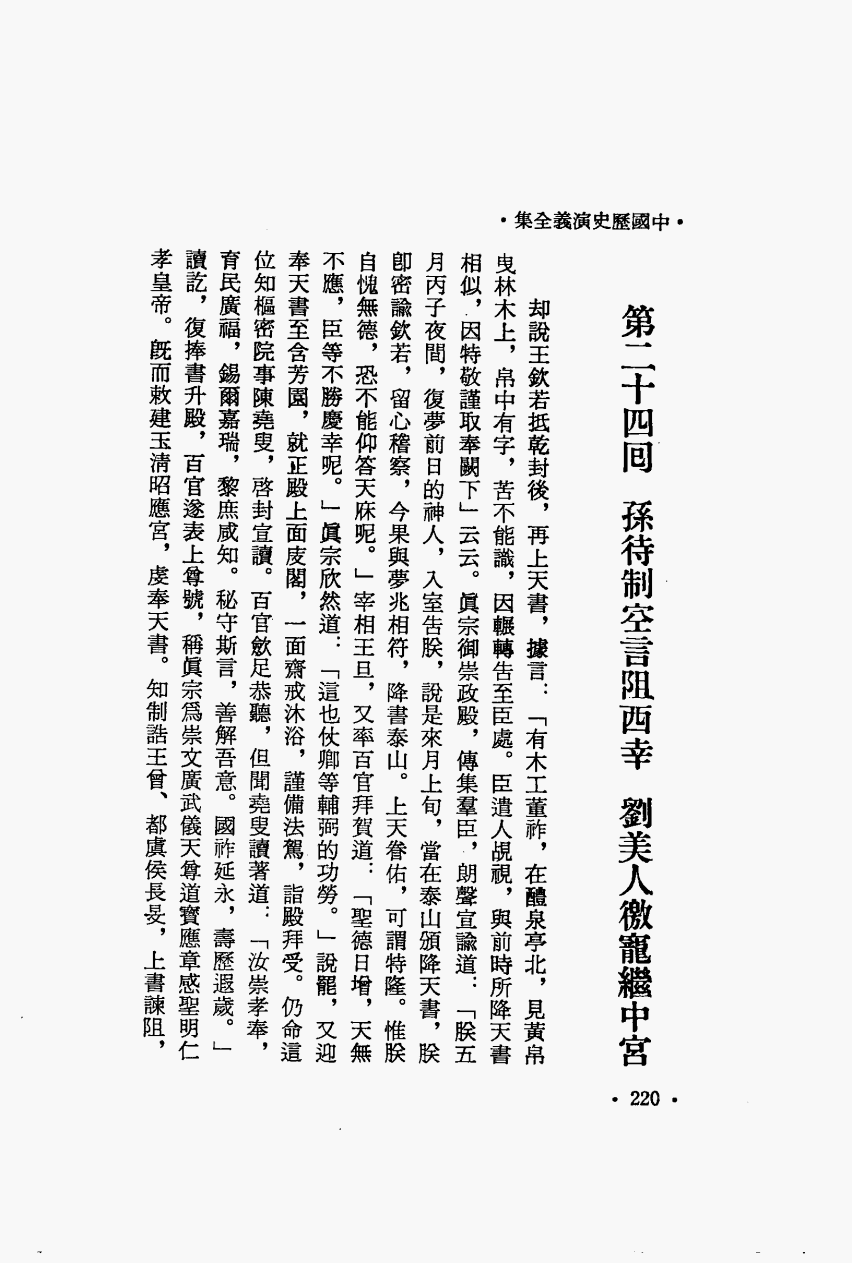 ・中國歷史演義全集・
第二十四囘　孫待制空言阻西幸　劉美人徼寵繼中宮
却說王欽若抵乾封後，再上天書，據言：「有木工董祚，在醴泉亭北，見黃帛
曳林木上，帛中有字，苦不能識，因輾轉告至臣處。臣遣人覘視，與前時所降天書
相似，因特敬謹取奉闕下」云云。眞宗御崇政殿，傳集羣臣，朗聲宣諭道：「朕五
月丙子夜間，復夢前日的神人，入室告朕，說是來月上旬，當在泰山頒降天書，朕
卽密諭欽若，留心稽察，今果與夢兆相符，降書泰山。上天眷佑，可謂特隆。惟朕
自愧無德，恐不能仰答天庥呢。」宰相王旦，又率百官拜賀道：「聖德日增，天無
不應，臣等不勝慶幸呢。」眞宗欣然道：「這也仗卿等輔弼的功勞。」說罷，又迎
奉天書至含芳園，就正殿上面庋閣，一面齋戒沐浴，謹備法駕，詣殿拜受。仍命這
位知樞密院事陳堯叟，啓封宣讀。百官歛足恭聽，但聞堯叟讀著道：「汝崇孝奉，
育民廣福，錫爾嘉瑞，黎庶咸知。秘守斯言，善解吾意。國祚延永，壽歷遐歲。」
讀訖，復捧書升殿，百官遂表上尊號，稱眞宗爲崇文廣武儀天尊道寶應章感聖明仁
孝皇帝。旣而敕建玉清昭應宮，虔奉天書。知制誥王曾、都虞侯長旻，上書諫阻，
・220・